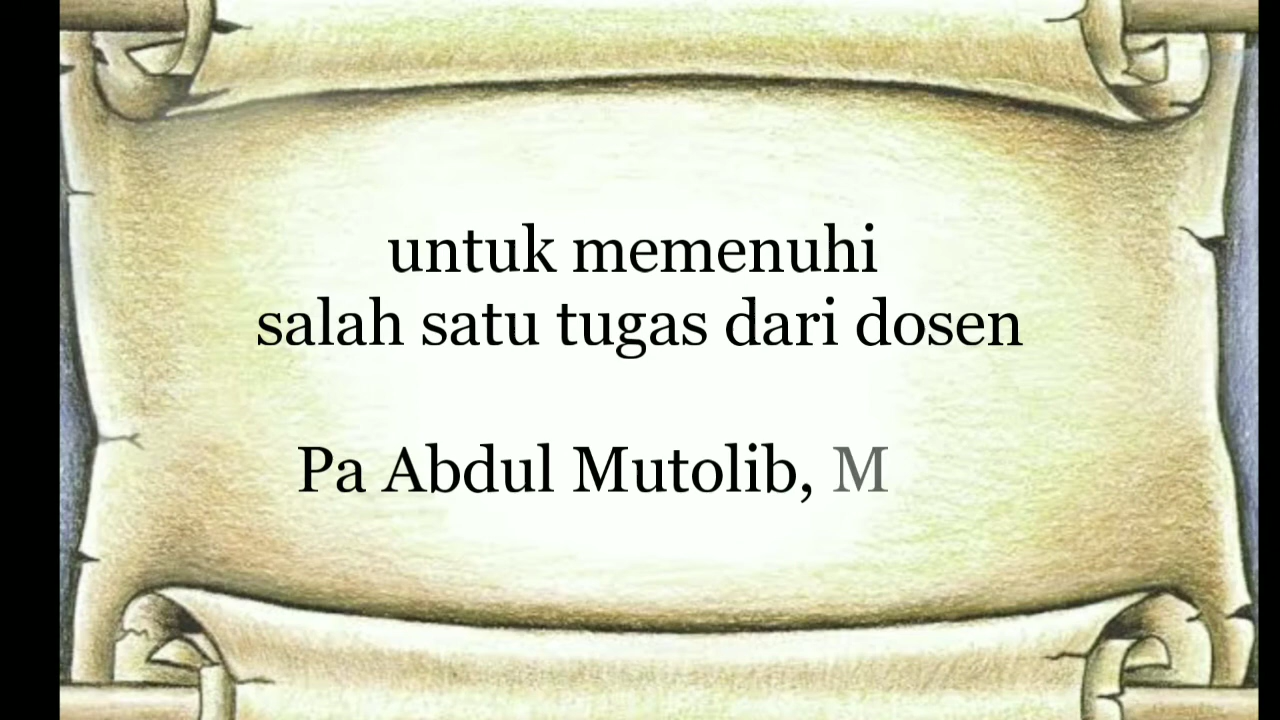 untuk memenuhi
salah satu tugas dari dosen
Pa Abdul Mutolib, M